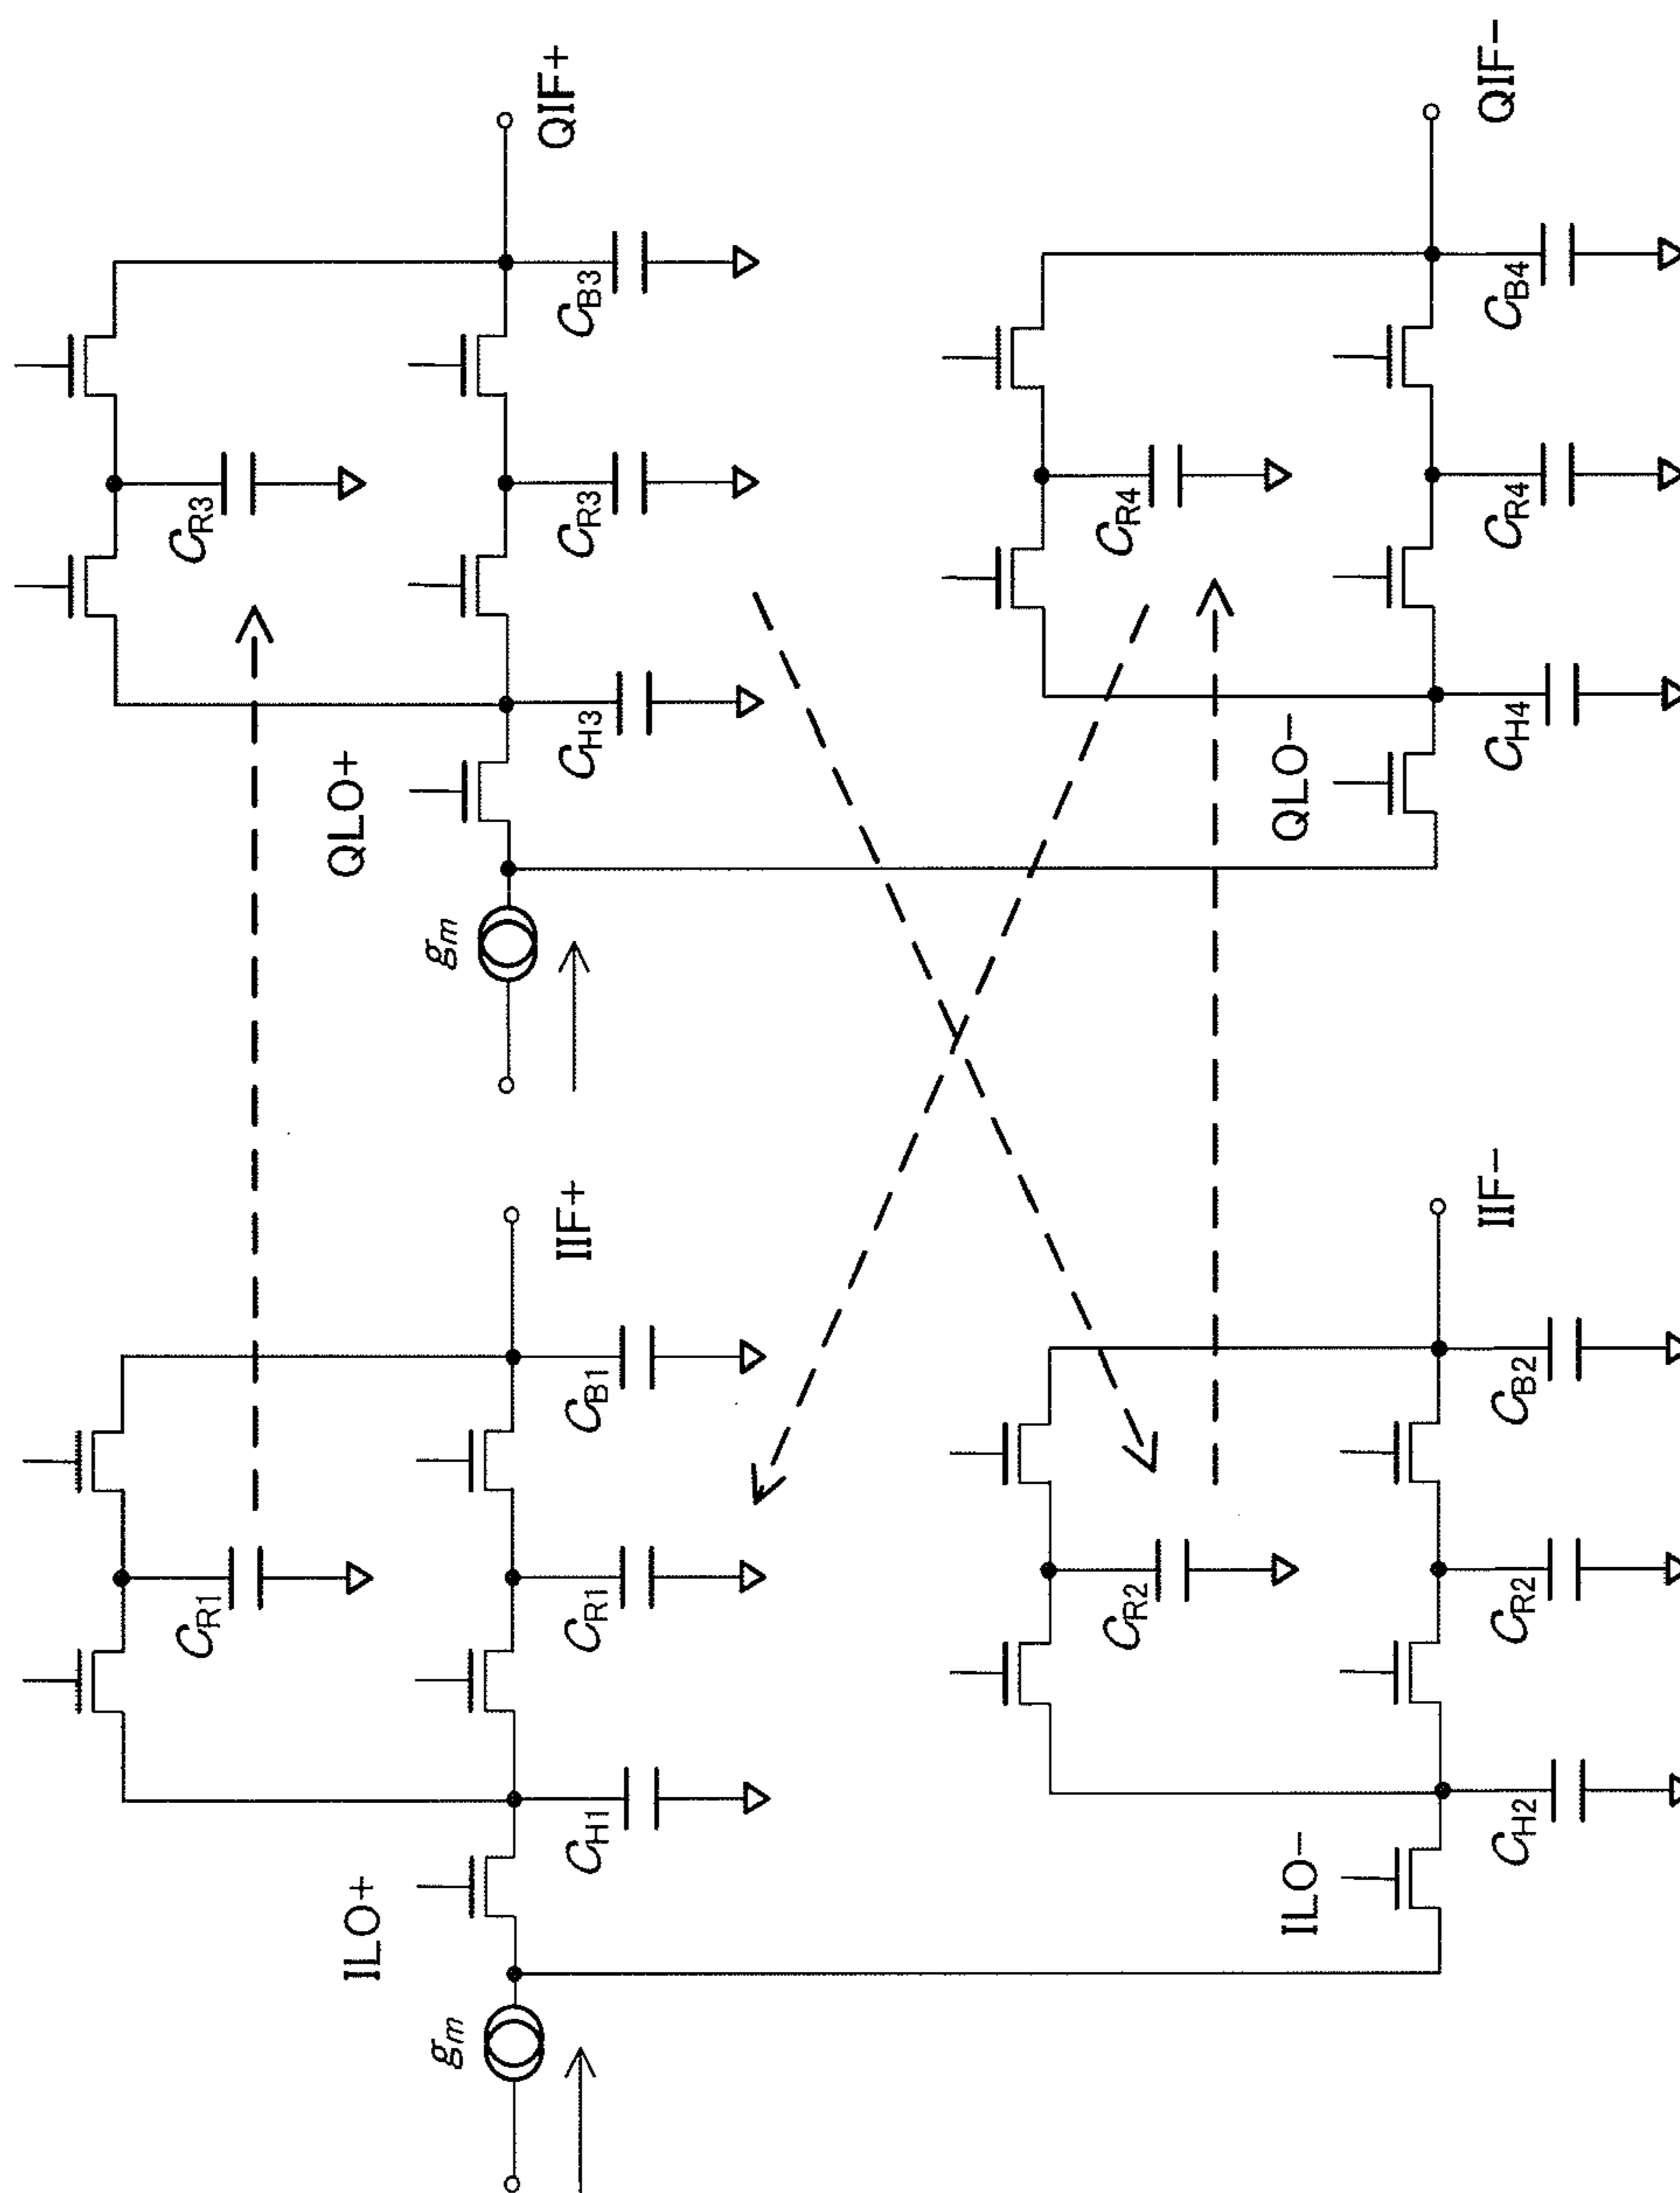 C_R1
C_R3
ILO+
QLO+
g_m
g_m
C_H1
C_R1
C_B1
IIF+
C_H3
C_R3
C_B3
QIF+
C_R2
C_R4
ILO−
QLO−
C_H2
C_R2
C_B2
IIF−
C_H4
C_R4
C_B4
QIF−